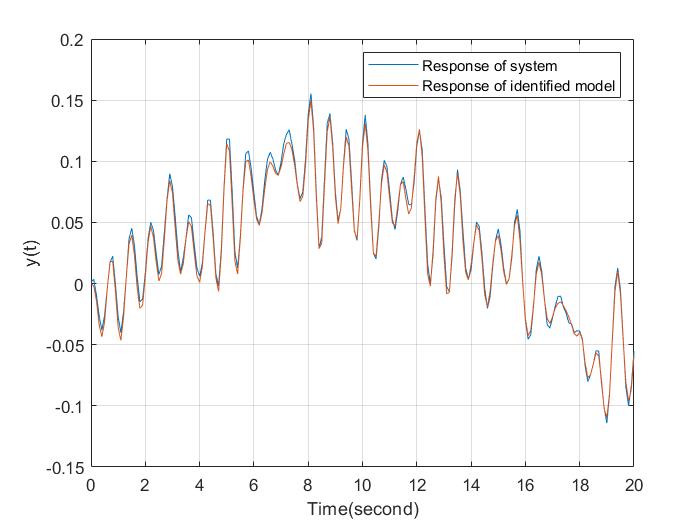 0.2
0.15
0.1
0.05
0
-0.05
-0.1
-0.15
y(t)
Response of system
Response of identified model
0 2 4 6 8 10 12 14 16 18 20
Time(second)